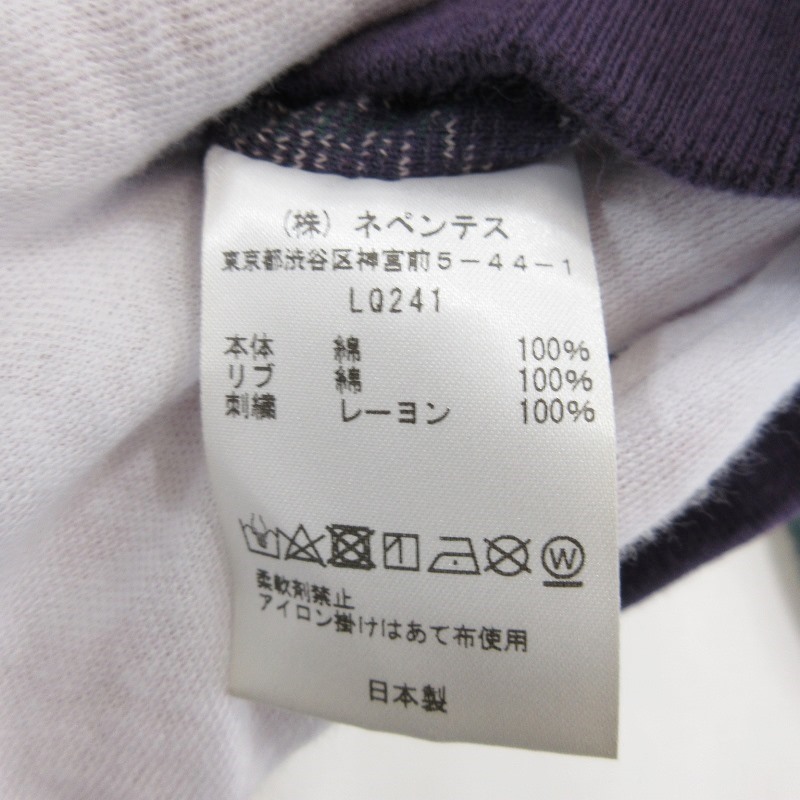 (株) ネペンテス
東京都渋谷区神宮前5-44-1
LQ241
本体 綿 100%
リブ 綿 100%
刺繍 レーヨン 100%
W
柔軟剤禁止
アイロン掛けはあて布使用
日本製